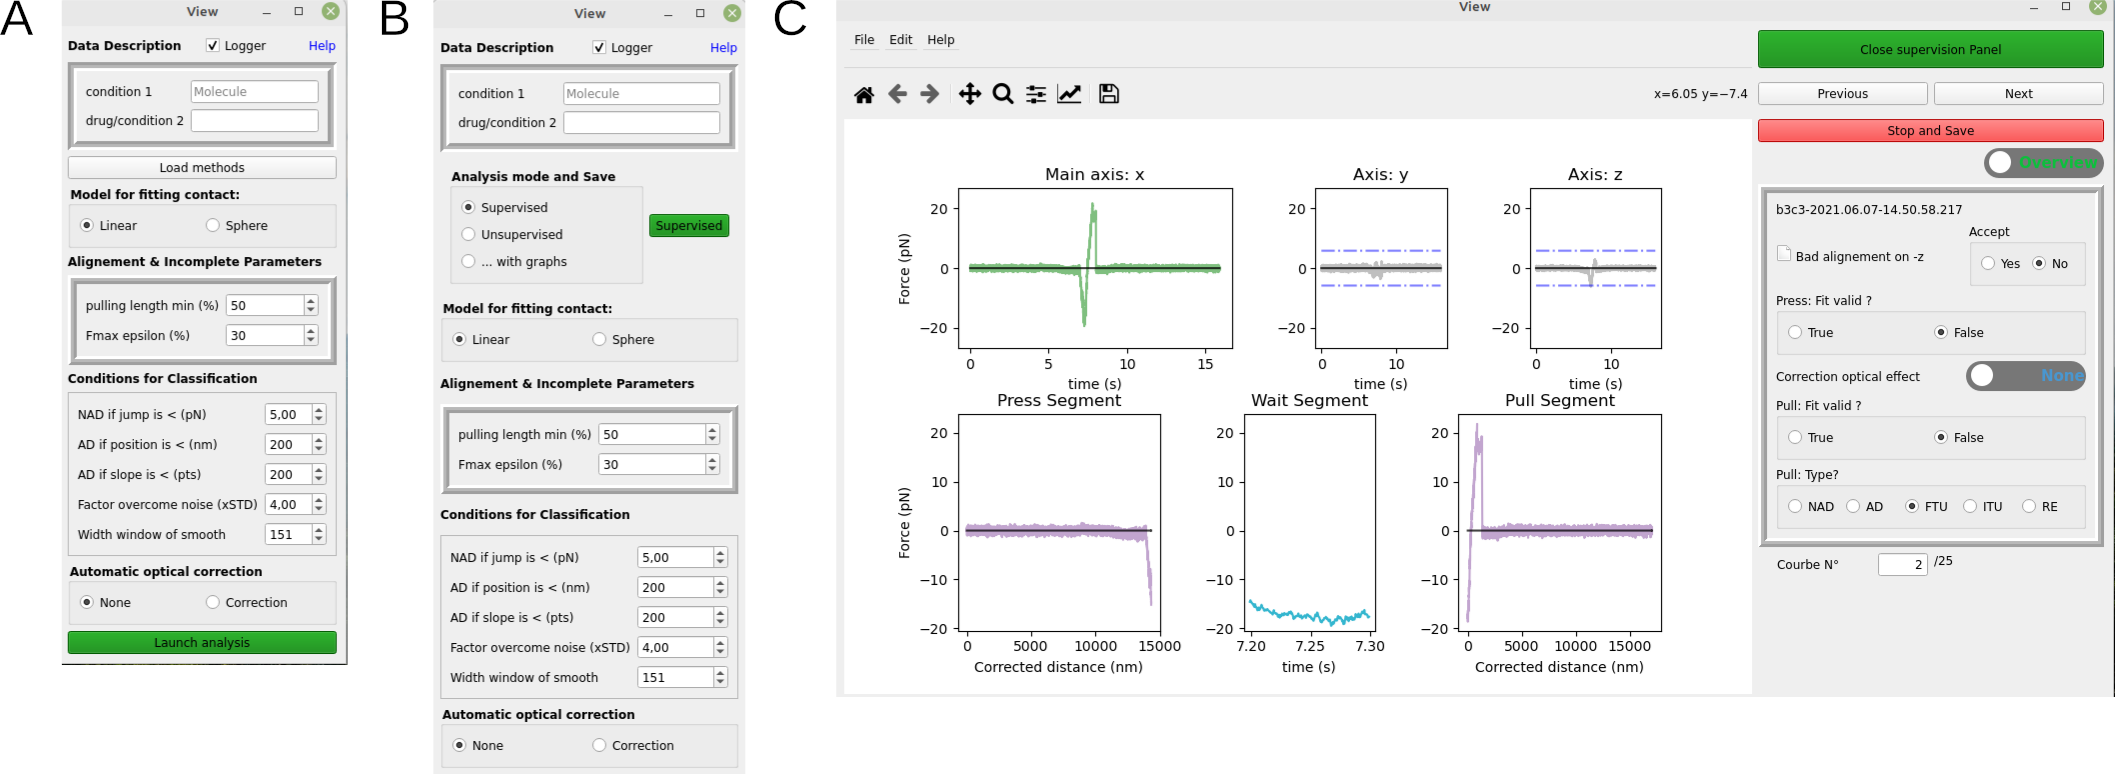 A
View
Data Description Logger Help
condition 1 Molecule
drug/condition 2
Load methods
Model for fitting contact:
Linear Sphere
Alignement & Incomplete Parameters
pulling length min (%) 50
Fmax epsilon (%) 30
Conditions for Classification
NAD if jump is < (pN) 5,00
AD if position is < (nm) 200
AD if slope is < (pts) 200
Factor overcome noise (xSTD) 4,00
Width window of smooth 151
Automatic optical correction
None Correction
Launch analysis
B
View
Data Description Logger Help
condition 1 Molecule
drug/condition 2
Analysis mode and Save
Supervised
Unsupervised
... with graphs
Supervised
Model for fitting contact:
Linear Sphere
Alignement & Incomplete Parameters
pulling length min (%) 50
Fmax epsilon (%) 30
Conditions for Classification
NAD if jump is < (pN) 5,00
AD if position is < (nm) 200
AD if slope is < (pts) 200
Factor overcome noise (xSTD) 4,00
Width window of smooth 151
Automatic optical correction
None Correction
C
View
File Edit Help
x=6.05 y=−7.4
Main axis: x
Force (pN)
20
0
−20
0 5 10 15
time (s)
Axis: y
20
0
−20
0 10
time (s)
Axis: z
20
0
−20
0 10
time (s)
Press Segment
Force (pN)
20
10
0
−10
−20
0 5000 10000 15000
Corrected distance (nm)
Wait Segment
20
10
0
−10
−20
7.20 7.25 7.30
time (s)
Pull Segment
20
10
0
−10
−20
0 5000 10000 15000
Corrected distance (nm)
Close supervision Panel
Previous Next
Stop and Save
Overview
b3c3-2021.06.07-14.50.58.217
Accept
Bad alignement on -z Yes No
Press: Fit valid ?
True False
Correction optical effect None
Pull: Fit valid ?
True False
Pull: Type?
NAD AD FTU ITU RE
Courbe N° 2 /25